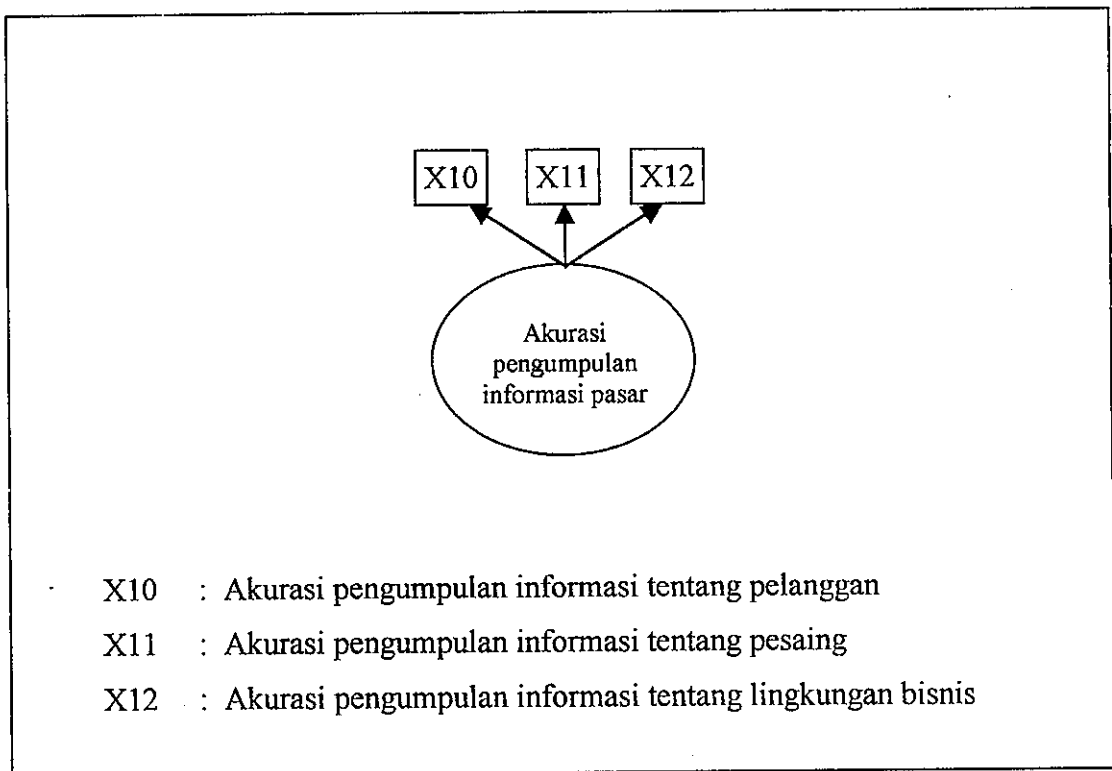 X10 X11 X12
Akurasi
pengumpulan
informasi pasar
X10 : Akurasi pengumpulan informasi tentang pelanggan
X11 : Akurasi pengumpulan informasi tentang pesaing
X12 : Akurasi pengumpulan informasi tentang lingkungan bisnis